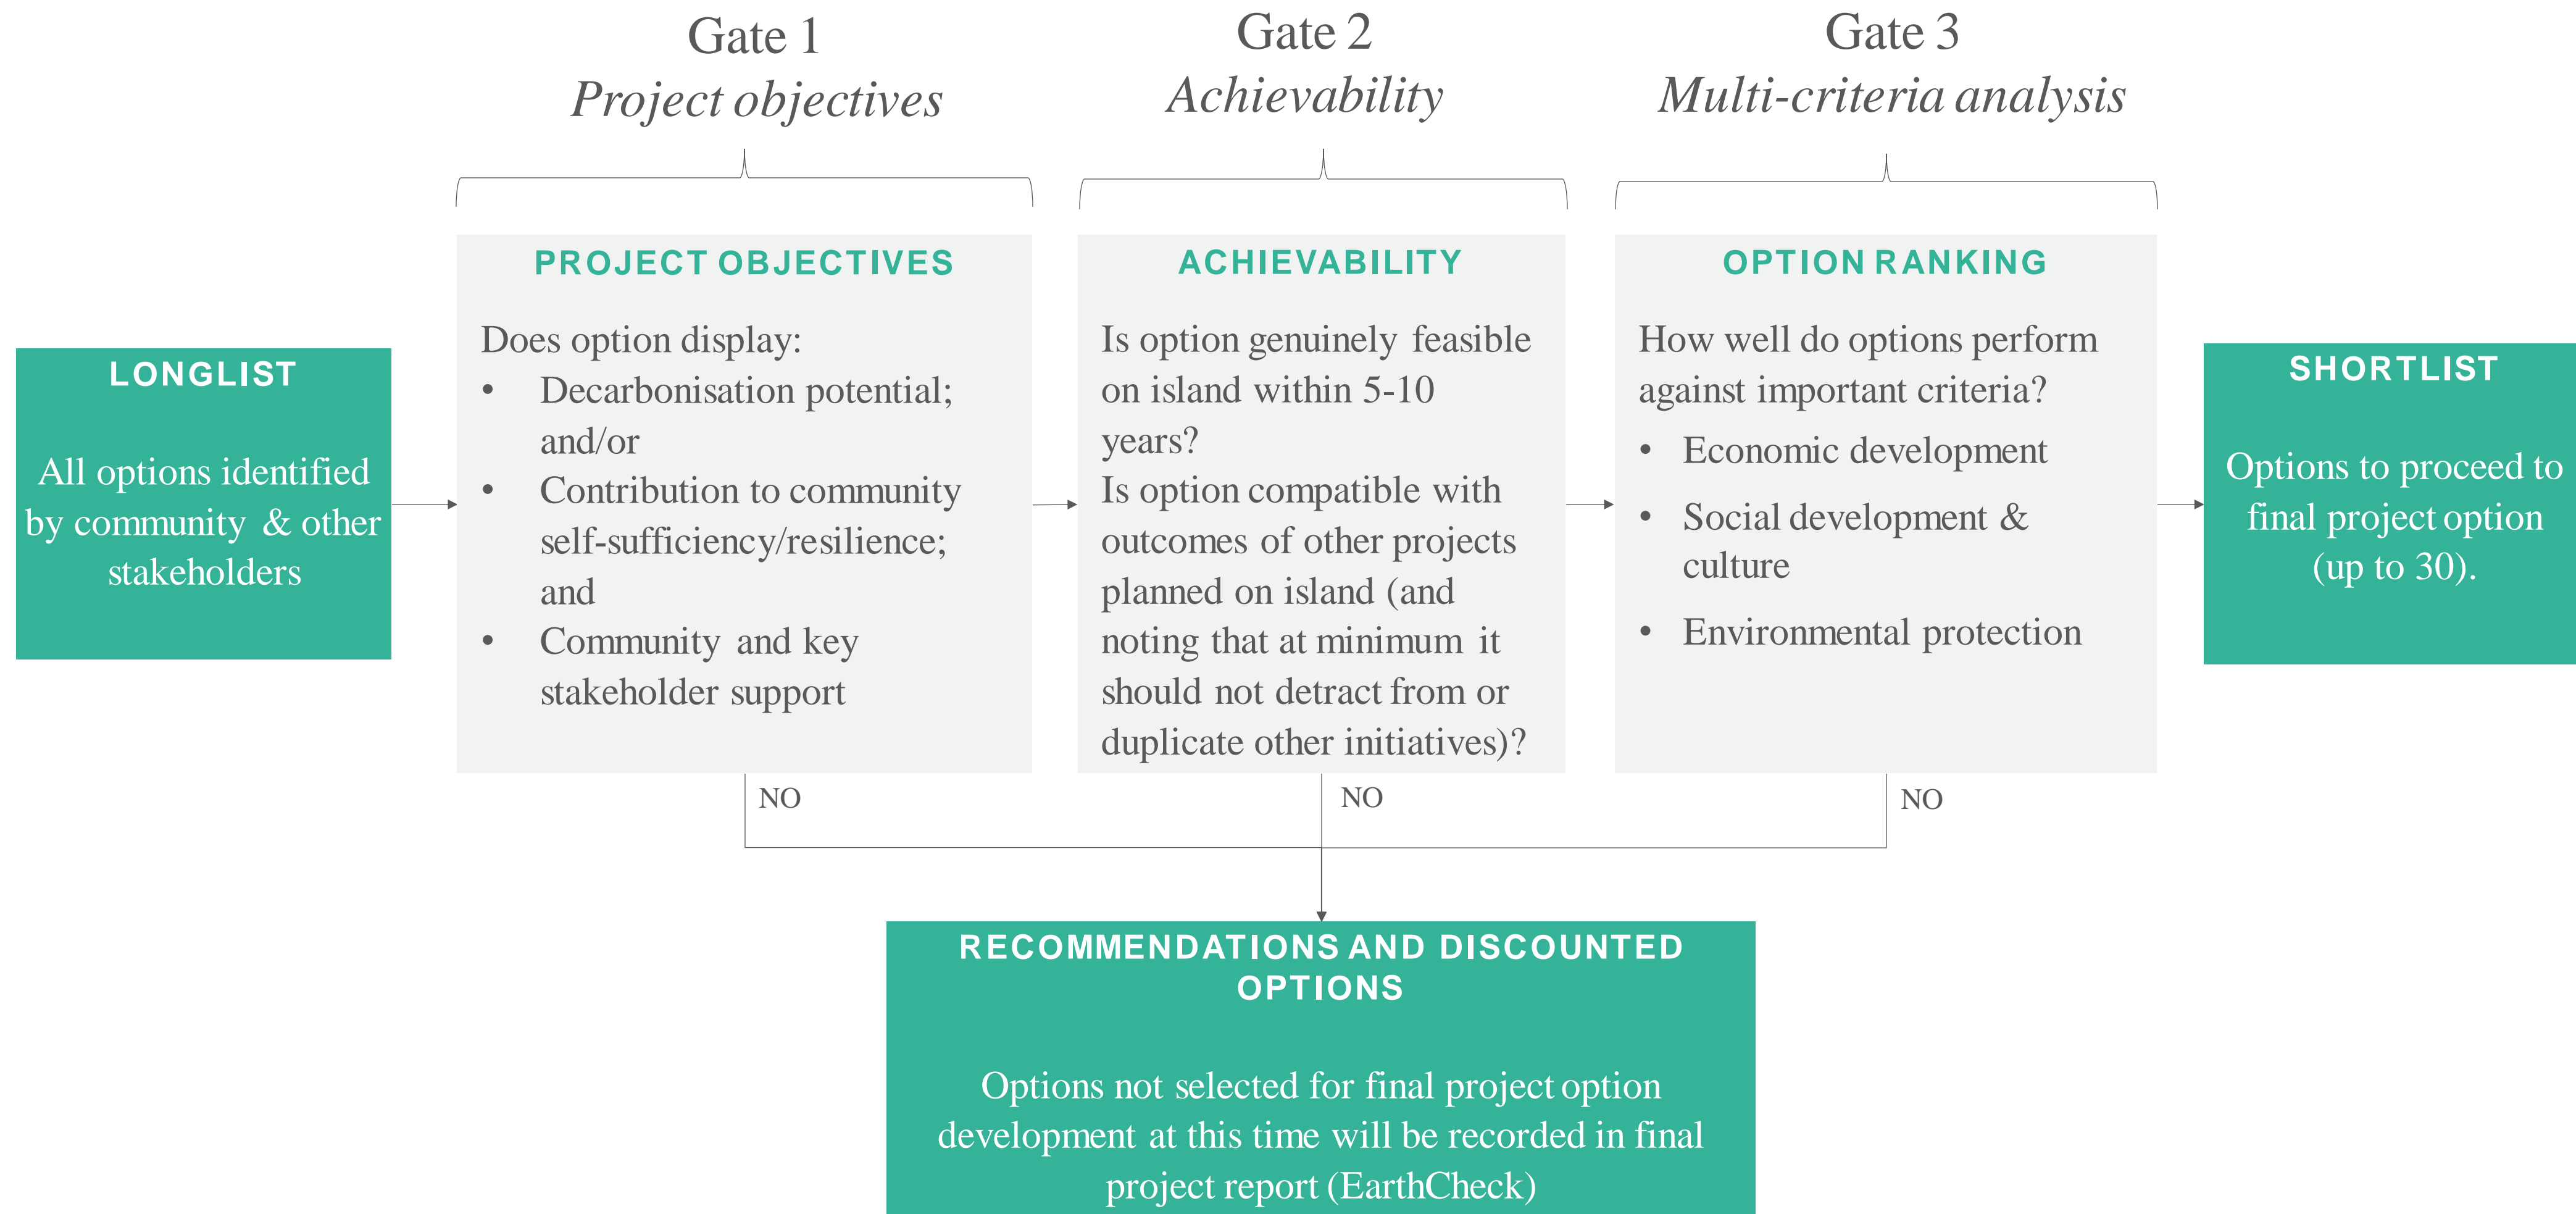 Gate 1
Project objectives
Gate 2
Achievability
Gate 3
Multi-criteria analysis
LONGLIST
All options identified
by community & other
stakeholders
PROJECT OBJECTIVES
Does option display:
• Decarbonisation potential;
and/or
• Contribution to community
self-sufficiency/resilience;
and
• Community and key
stakeholder support
ACHIEVABILITY
Is option genuinely feasible
on island within 5-10
years?
Is option compatible with
outcomes of other projects
planned on island (and
noting that at minimum it
should not detract from or
duplicate other initiatives)?
OPTION RANKING
How well do options perform
against important criteria?
• Economic development
• Social development &
culture
• Environmental protection
SHORTLIST
Options to proceed to
final project option
(up to 30).
NO
NO
NO
RECOMMENDATIONS AND DISCOUNTED
OPTIONS
Options not selected for final project option
development at this time will be recorded in final
project report (EarthCheck)